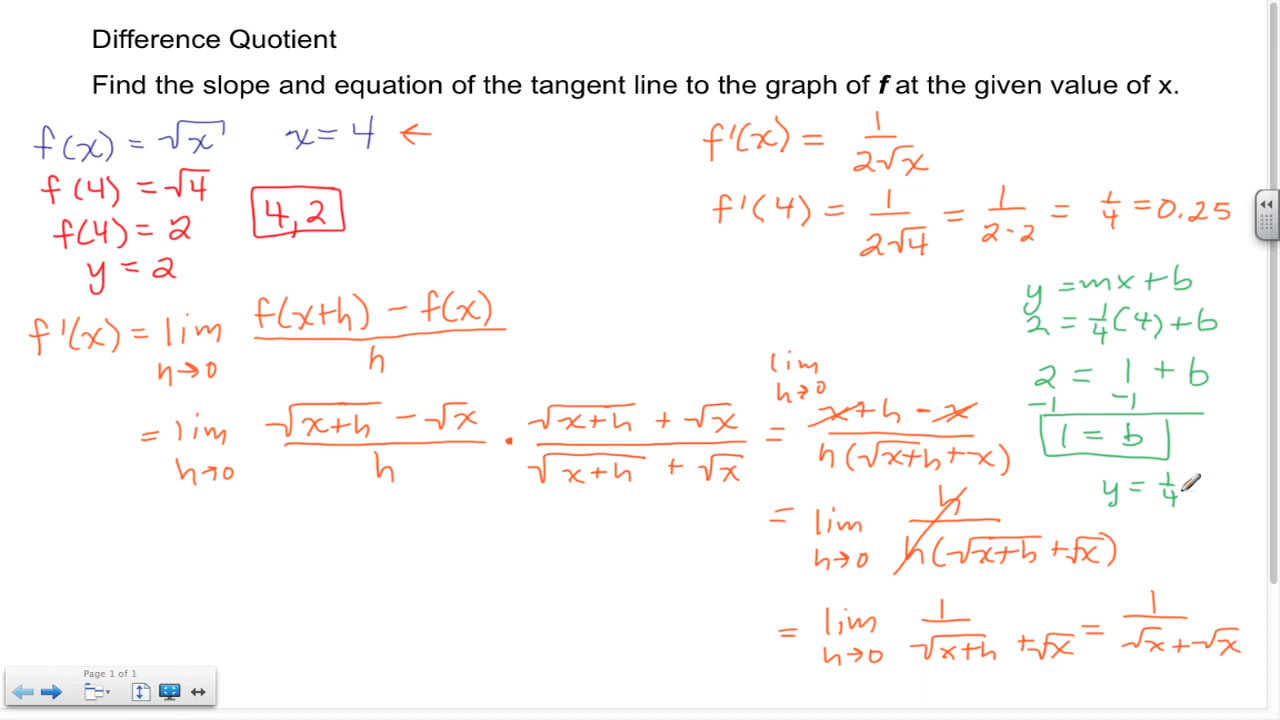 Difference Quotient
Find the slope and equation of the tangent line to the graph of f at the given value of x.
f(x) = √x    x = 4 ←
f(4) = √4
f(4) = 2
y = 2
4, 2
f'(x) = lim h→0 (f(x+h) − f(x)) / h
= lim h→0 (√x+h − √x) / h · (√x+h + √x) / (√x+h + √x) = lim h→0 (x+h − x) / h(√x+h + x)
= lim h→0 h / h(√x+h + √x)
= lim h→0 1 / √x+h + √x = 1 / √x + √x
f'(x) = 1 / 2√x
f'(4) = 1 / 2√4 = 1 / 2·2 = 1/4 = 0.25
y = mx + b
2 = 1/4(4) + b
2 = 1 + b
−1 −1
1 = b
y = 1/4
Page 1 of 1